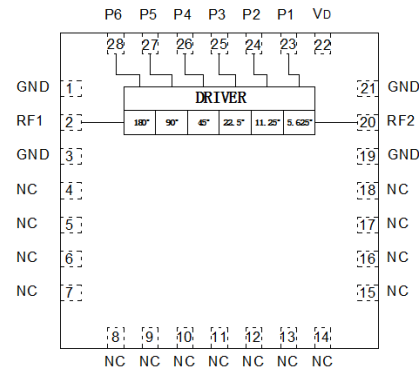 P6 P5 P4 P3 P2 P1 VD
28 27 26 25 24 23 22
GND 1 21 GND
DRIVER
RF1 2 180° 90° 45° 22.5° 11.25° 5.625° 20 RF2
GND 3 19 GND
NC 4 18 NC
NC 5 17 NC
NC 6 16 NC
NC 7 15 NC
8 9 10 11 12 13 14
NC NC NC NC NC NC NC